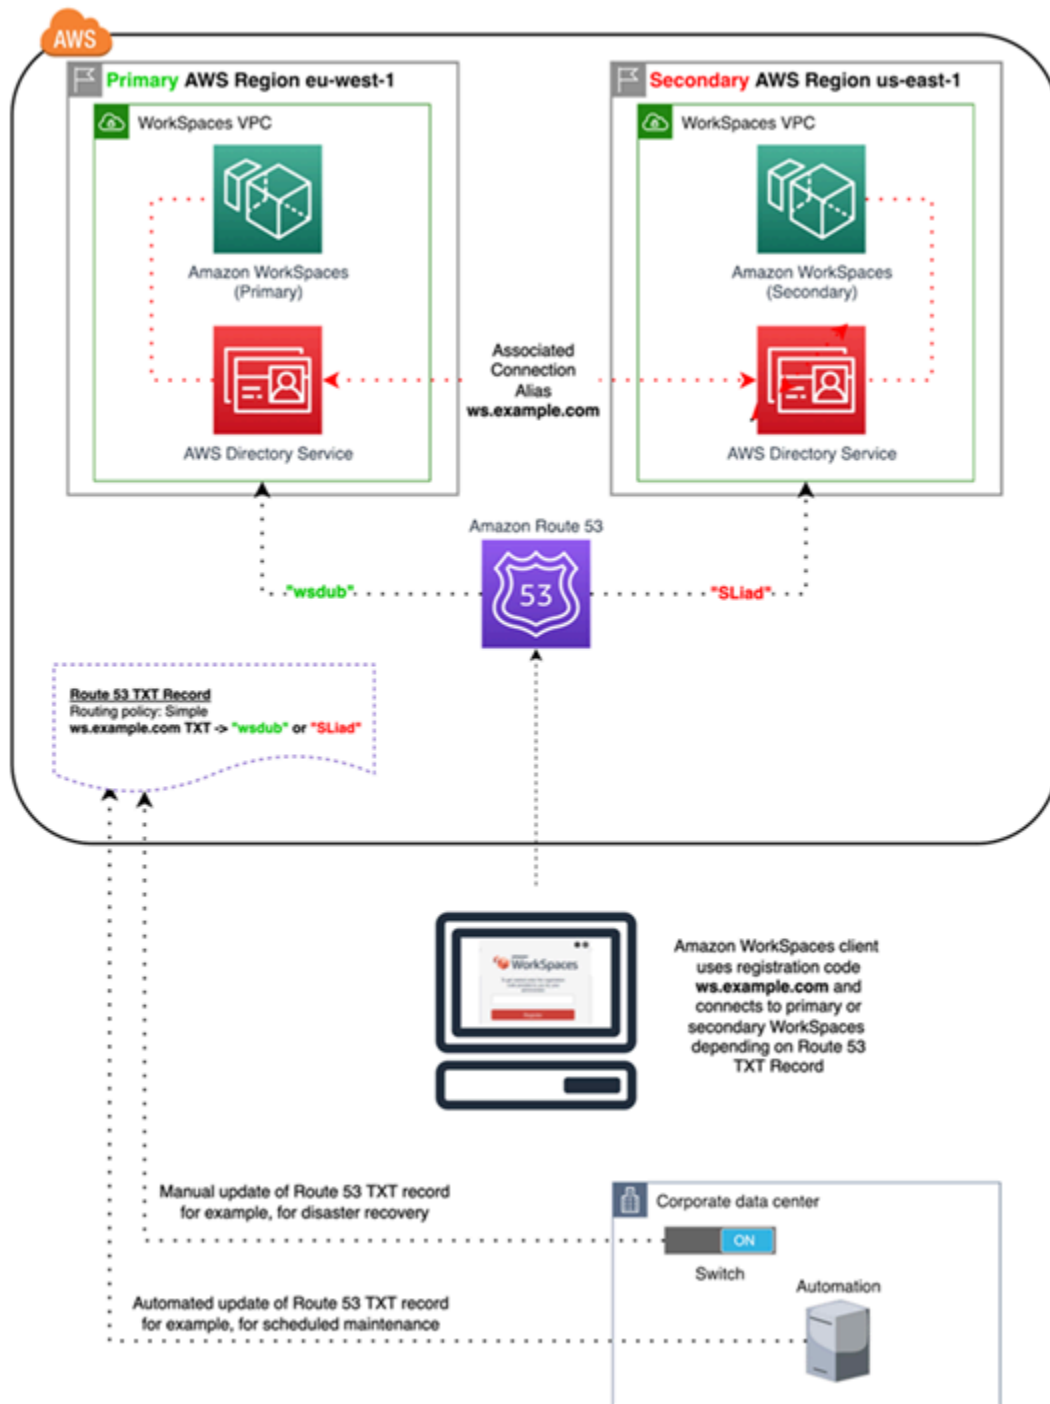 AWS
Primary AWS Region eu-west-1
WorkSpaces VPC
Amazon WorkSpaces
(Primary)
AWS Directory Service
Secondary AWS Region us-east-1
WorkSpaces VPC
Amazon WorkSpaces
(Secondary)
AWS Directory Service
Associated
Connection
Alias
ws.example.com
Amazon Route 53
53
"wsdub"
"SLiad"
Route 53 TXT Record
Routing policy: Simple
ws.example.com TXT -> "wsdub" or "SLiad"
WorkSpaces
Amazon WorkSpaces client
uses registration code
ws.example.com and
connects to primary or
secondary WorkSpaces
depending on Route 53
TXT Record
Manual update of Route 53 TXT record
for example, for disaster recovery
Automated update of Route 53 TXT record
for example, for scheduled maintenance
Corporate data center
ON
Switch
Automation